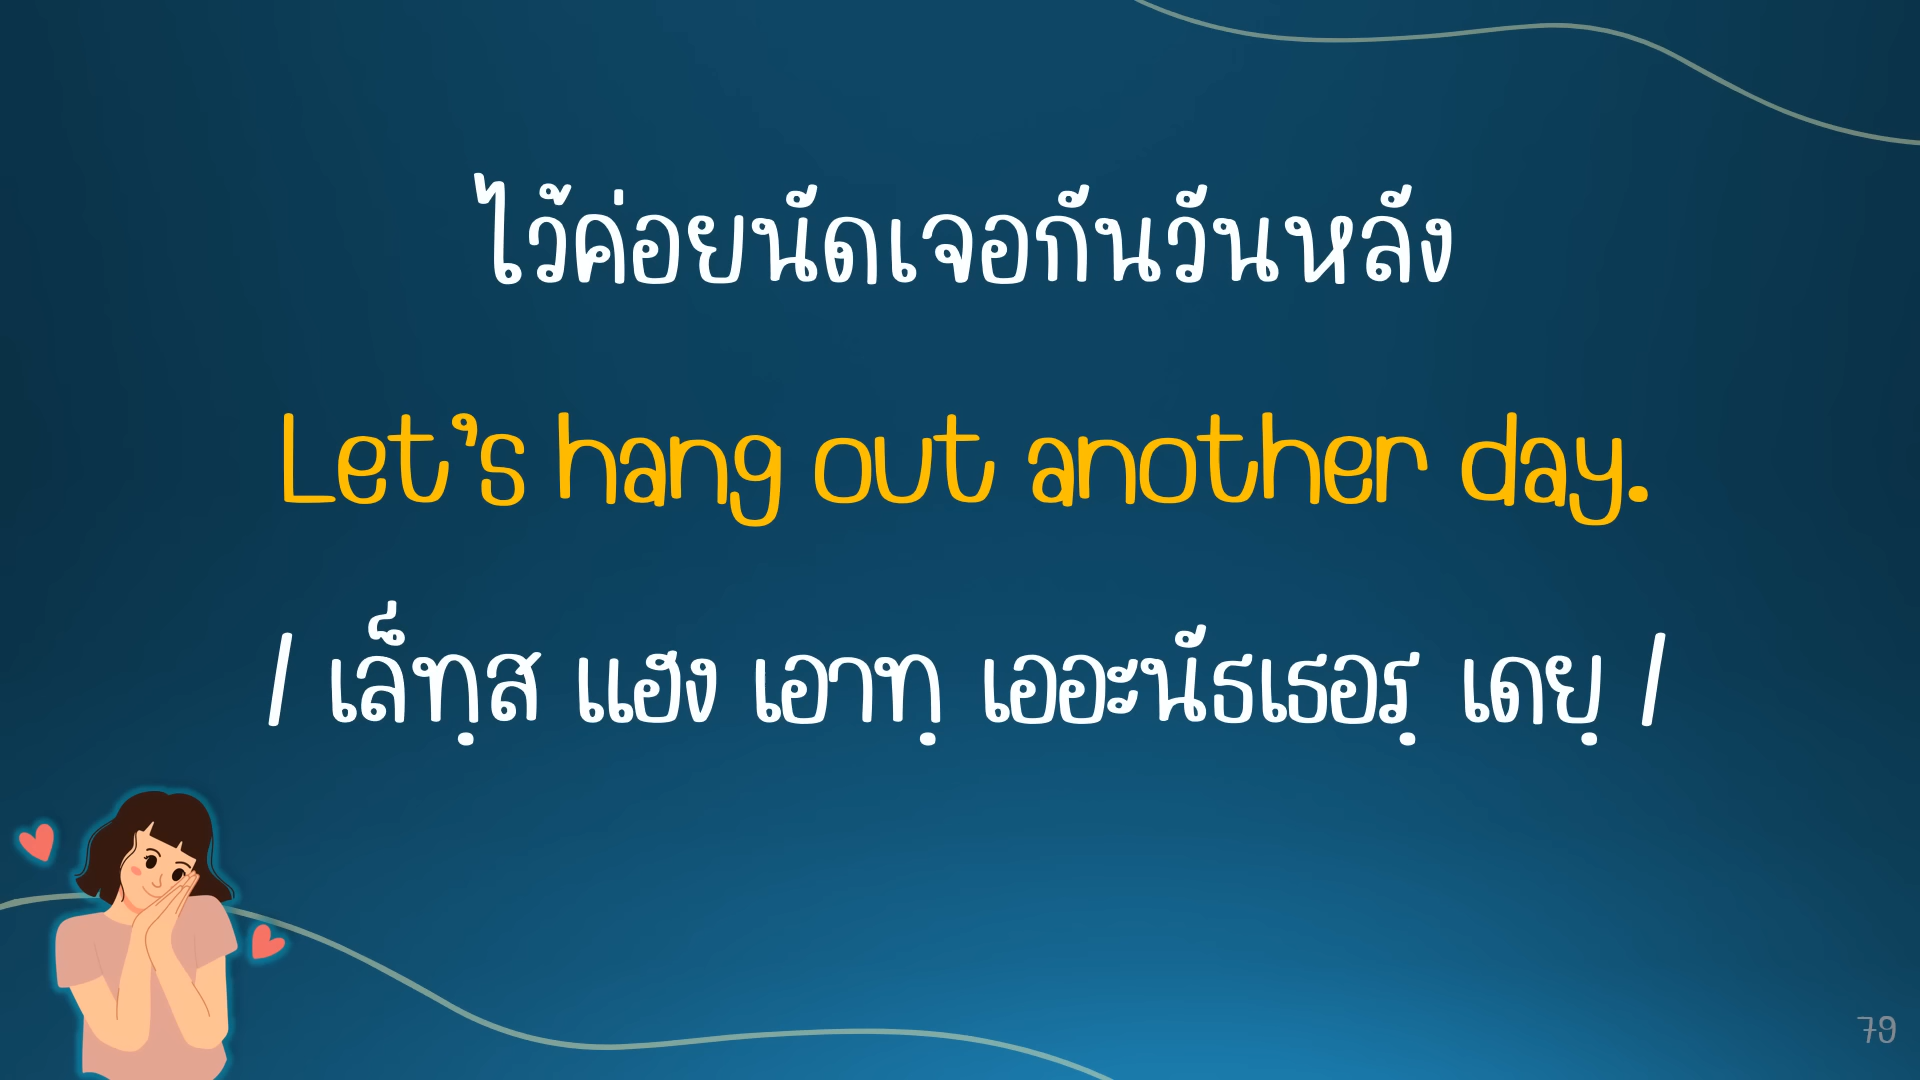 ไว้ค่อยนัดเจอกันวันหลัง
Let's hang out another day.
/ เล็ทฺส แฮง เอาทฺ เออะนัธเธอรฺ เดยฺ /
79